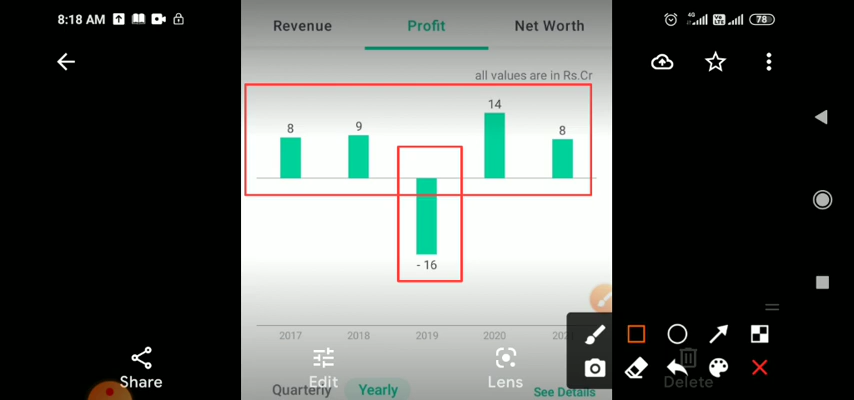 8:18 AM
4G
78
Revenue Profit Net Worth
all values are in Rs.Cr
8 9 14 8
- 16
2017 2018 2019 2020
Share Edit Lens Delete
Quarterly Yearly See Details